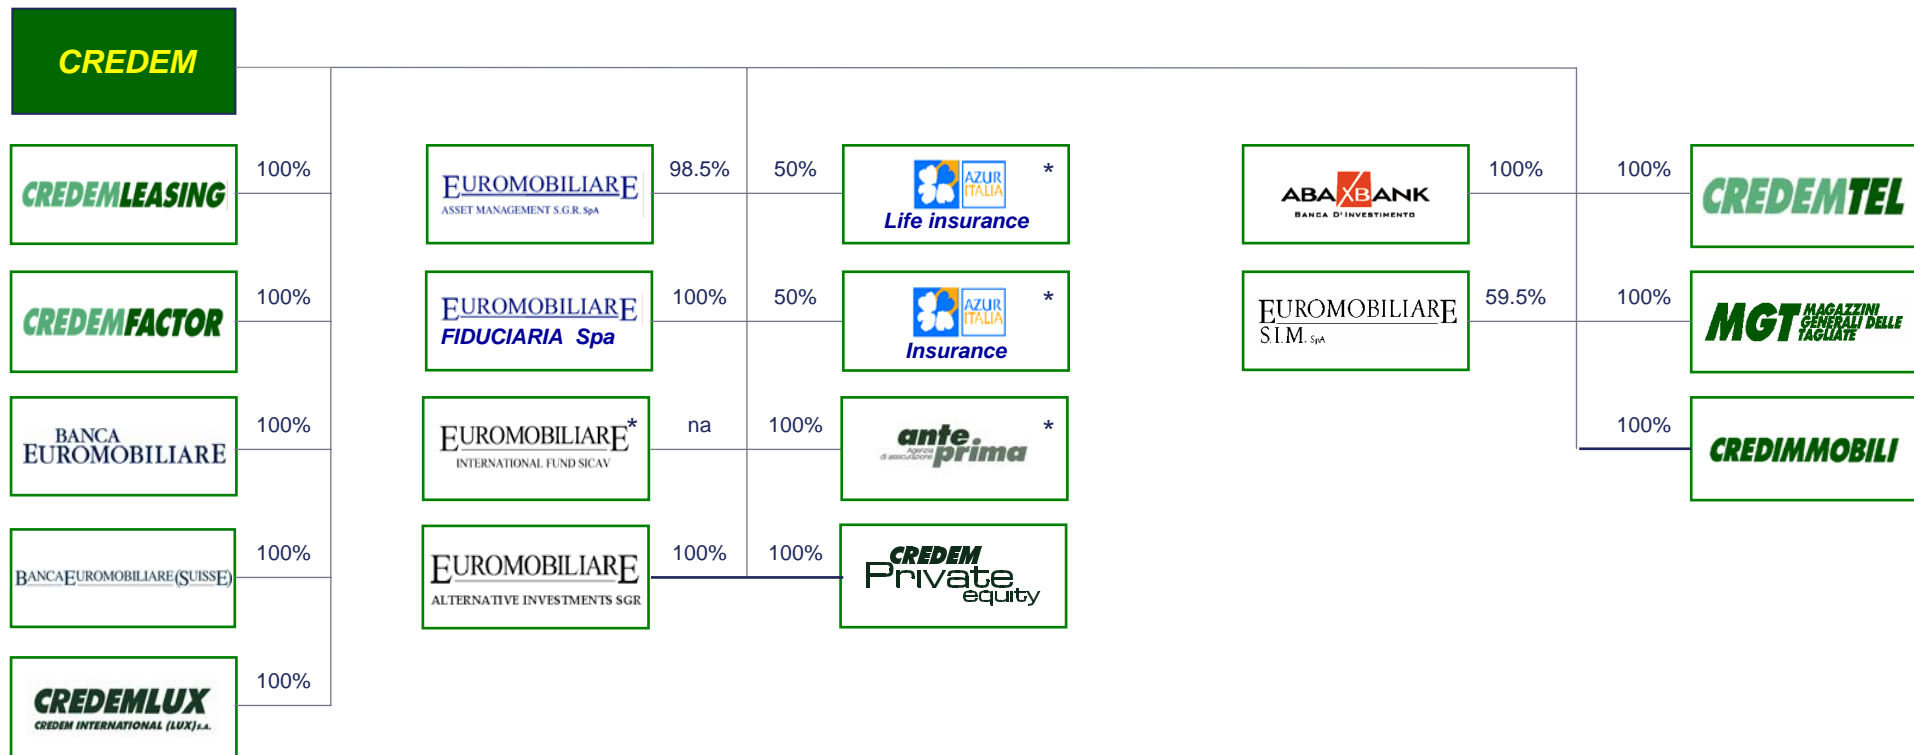 CREDEM
CREDEMLEASING
100%
CREDEMFACTOR
100%
BANCA
EUROMOBILIARE
100%
BANCAEUROMOBILIARE(SUISSE)
100%
CREDEMLUX
CREDEM INTERNATIONAL (LUX) S.A.
100%
EUROMOBILIARE
ASSET MANAGEMENT S.G.R. SpA
98.5%
EUROMOBILIARE
FIDUCIARIA Spa
100%
EUROMOBILIARE*
INTERNATIONAL FUND SICAV
na
EUROMOBILIARE
ALTERNATIVE INVESTMENTS SGR
100%
50%
AZUR
ITALIA
*
Life insurance
50%
AZUR
ITALIA
*
Insurance
100%
ante.
Agenzia
di assicurazione
prima
*
100%
CREDEM
Private
equity
ABAXBANK
BANCA D'INVESTIMENTO
100%
EUROMOBILIARE
S.I.M. SpA
59.5%
100%
CREDEMTEL
100%
MGT
MAGAZZINI
GENERALI DELLE
TAGLIATE
100%
CREDIMMOBILI